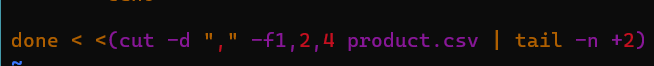 done < <(cut -d "," -f1,2,4 product.csv | tail -n +2)
~